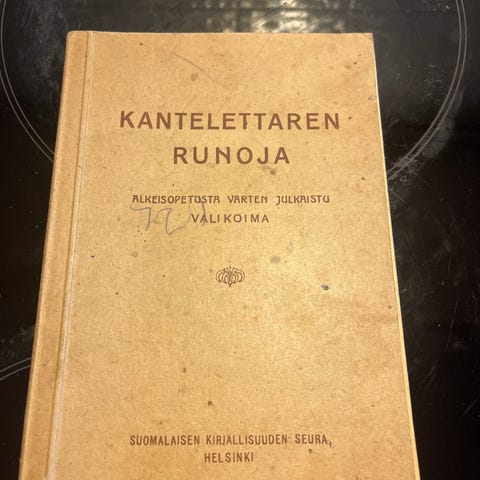 KANTELETTAREN
RUNOJA
ALKEISOPETUSTA VARTEN JULKAISTU
VALIKOIMA
SUOMALAISEN KIRJALLISUUDEN SEURA,
HELSINKI